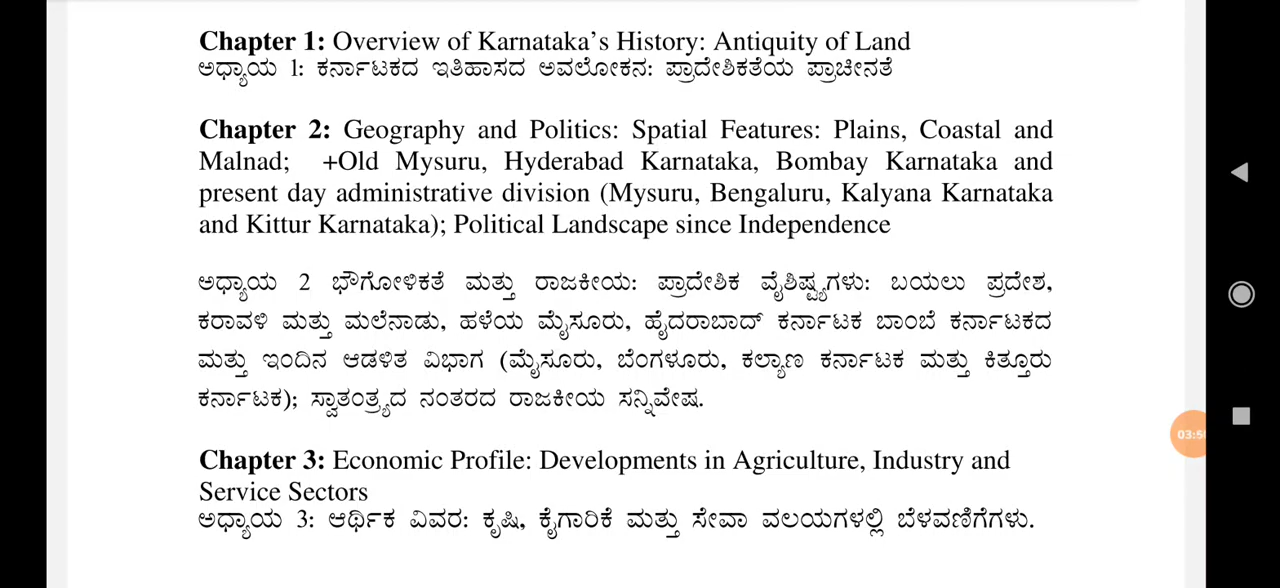 Chapter 1: Overview of Karnataka's History: Antiquity of Land
ಅಧ್ಯಾಯ 1: ಕರ್ನಾಟಕದ ಇತಿಹಾಸದ ಅವಲೋಕನ: ಪ್ರಾದೇಶಿಕತೆಯ ಪ್ರಾಚೀನತೆ
Chapter 2: Geography and Politics: Spatial Features: Plains, Coastal and
Malnad; +Old Mysuru, Hyderabad Karnataka, Bombay Karnataka and
present day administrative division (Mysuru, Bengaluru, Kalyana Karnataka
and Kittur Karnataka); Political Landscape since Independence
ಅಧ್ಯಾಯ 2 ಭೌಗೋಳಿಕತೆ ಮತ್ತು ರಾಜಕೀಯ: ಪ್ರಾದೇಶಿಕ ವೈಶಿಷ್ಟ್ಯಗಳು: ಬಯಲು ಪ್ರದೇಶ,
ಕರಾವಳಿ ಮತ್ತು ಮಲೆನಾಡು, ಹಳೆಯ ಮೈಸೂರು, ಹೈದರಾಬಾದ್ ಕರ್ನಾಟಕ ಬಾಂಬೆ ಕರ್ನಾಟಕದ
ಮತ್ತು ಇಂದಿನ ಆಡಳಿತ ವಿಭಾಗ (ಮೈಸೂರು, ಬೆಂಗಳೂರು, ಕಲ್ಯಾಣ ಕರ್ನಾಟಕ ಮತ್ತು ಕಿತ್ತೂರು
ಕರ್ನಾಟಕ); ಸ್ವಾತಂತ್ರ್ಯದ ನಂತರದ ರಾಜಕೀಯ ಸನ್ನಿವೇಷ.
Chapter 3: Economic Profile: Developments in Agriculture, Industry and
Service Sectors
ಅಧ್ಯಾಯ 3: ಆರ್ಥಿಕ ವಿವರ: ಕೃಷಿ, ಕೈಗಾರಿಕೆ ಮತ್ತು ಸೇವಾ ವಲಯಗಳಲ್ಲಿ ಬೆಳವಣಿಗೆಗಳು.